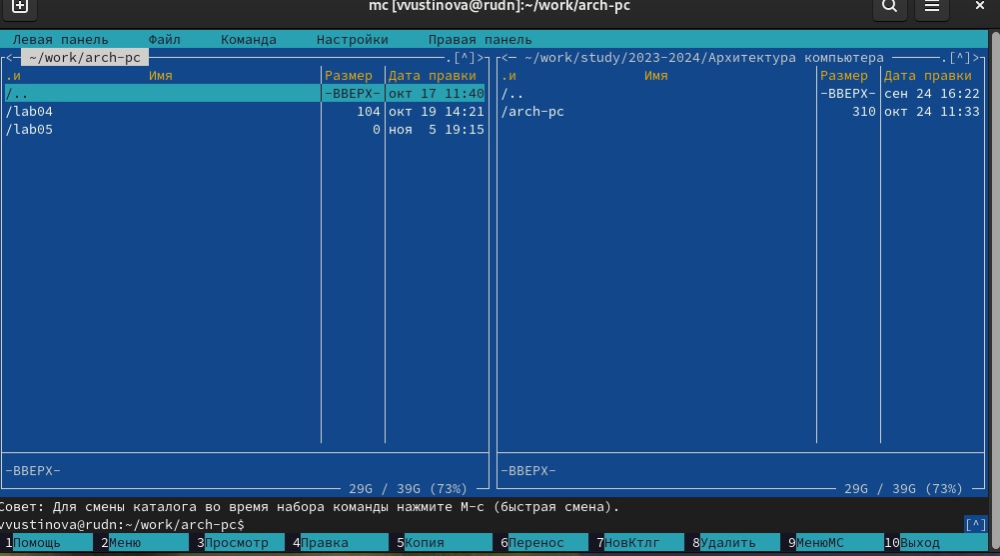 mc [vvustinova@rudn]:~/work/arch-pc
Левая панель Файл Команда Настройки Правая панель
<─ ~/work/arch-pc .[^]> <─ ~/work/study/2023-2024/Архитектура компьютера .[^]>
.и Имя Размер Дата правки .и Имя Размер Дата правки
/.. -ВВЕРХ- окт 17 11:40 /.. -ВВЕРХ- сен 24 16:22
/lab04 104 окт 19 14:21 /arch-pc 310 окт 24 11:33
/lab05 0 ноя 5 19:15
-ВВЕРХ- -ВВЕРХ-
29G / 39G (73%) 29G / 39G (73%)
Совет: Для смены каталога во время набора команды нажмите M-c (быстрая смена).
vvustinova@rudn:~/work/arch-pc$ [^]
1Помощь 2Меню 3Просмотр 4Правка 5Копия 6Перенос 7НовКтлг 8Удалить 9МенюMC 10Выход